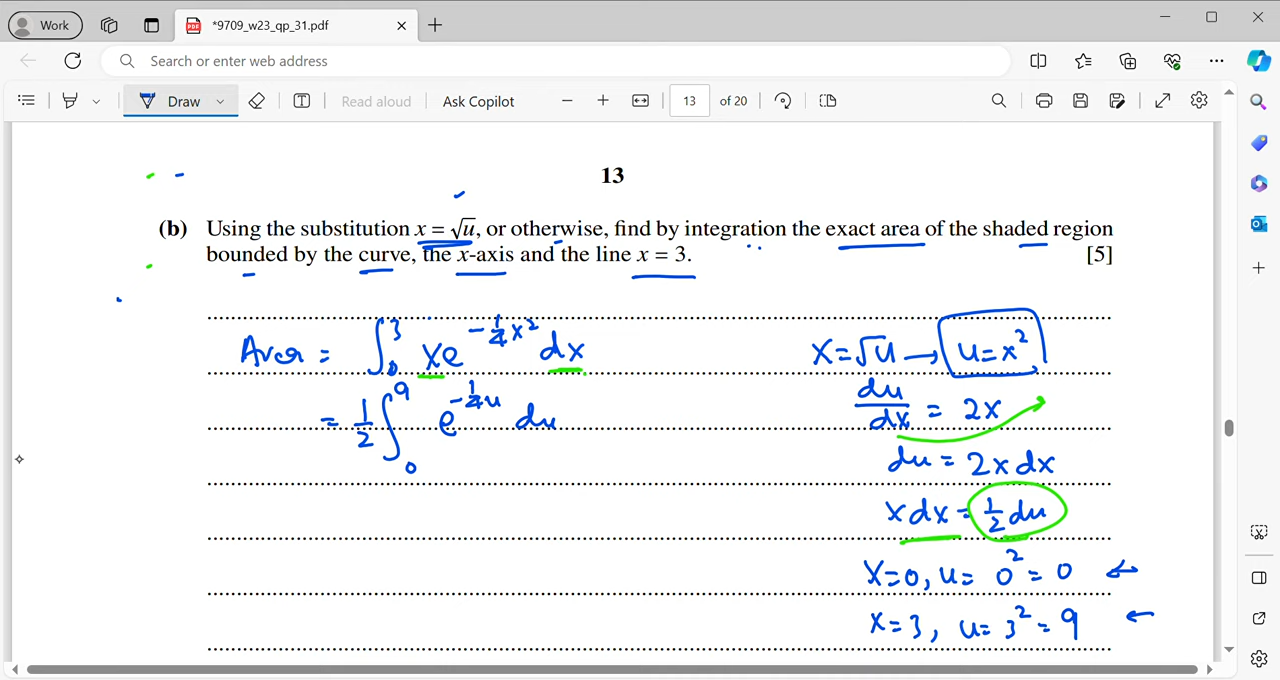 Work
*9709_w23_qp_31.pdf
Search or enter web address
Draw
Read aloud
Ask Copilot
13
of 20
13
(b) Using the substitution x = √u, or otherwise, find by integration the exact area of the shaded region
bounded by the curve, the x-axis and the line x = 3. [5]
Area = ∫₀³ xe^(-1/4 x²) dx
= 1/2 ∫₀⁹ e^(-1/4 u) du
x = √u → u = x²
du/dx = 2x
du = 2x dx
x dx = 1/2 du
x=0, u = 0² = 0 ←
x = 3, u = 3² = 9 ←